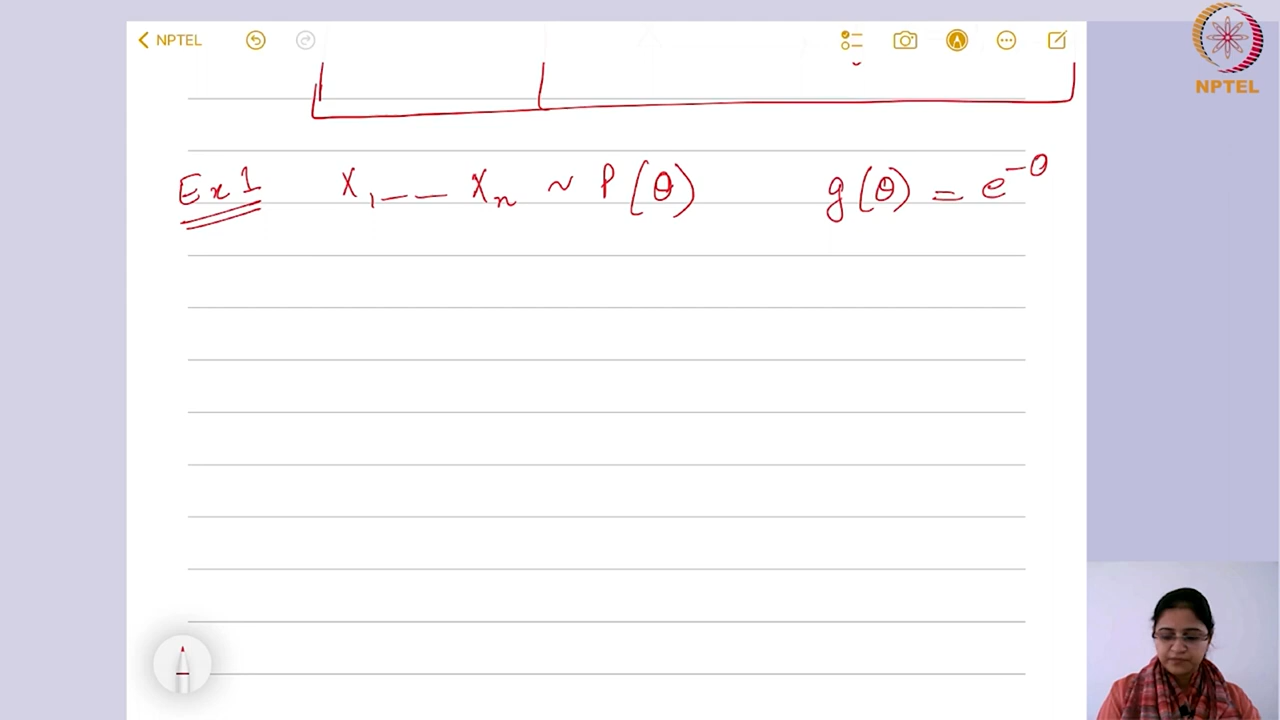 NPTEL
NPTEL
Ex 1 X₁ _ _ Xₙ ~ P(θ) g(θ) = e^{-θ}